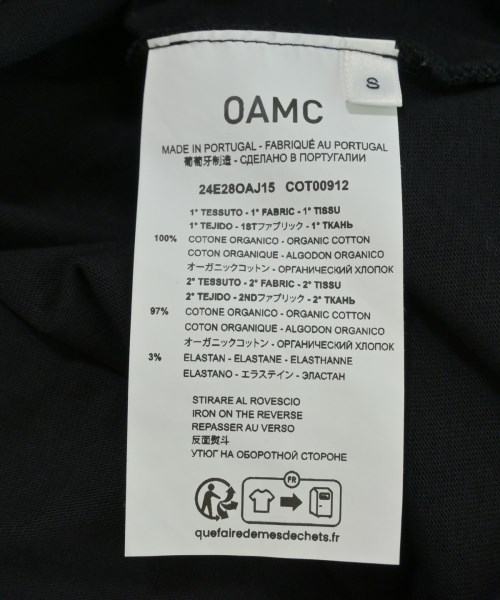 S
OAMC
MADE IN PORTUGAL - FABRIQUÉ AU PORTUGAL
葡萄牙制造 - СДЕЛАНО В ПОРТУГАЛИИ
24E28OAJ15 COT00912
1° TESSUTO - 1° FABRIC - 1° TISSU
1° TEJIDO - 1STファブリック - 1° ТКАНЬ
100% COTONE ORGANICO - ORGANIC COTTON
COTON ORGANIQUE - ALGODON ORGANICO
オーガニックコットン - ОРГАНИЧЕСКИЙ ХЛОПОК
2° TESSUTO - 2° FABRIC - 2° TISSU
2° TEJIDO - 2NDファブリック - 2° ТКАНЬ
97% COTONE ORGANICO - ORGANIC COTTON
COTON ORGANIQUE - ALGODON ORGANICO
オーガニックコットン - ОРГАНИЧЕСКИЙ ХЛОПОК
3% ELASTAN - ELASTANE - ELASTHANNE
ELASTANO - エラステイン - ЭЛАСТАН
STIRARE AL ROVESCIO
IRON ON THE REVERSE
REPASSER AU VERSO
反面熨斗
УТЮГ НА ОБОРОТНОЙ СТОРОНЕ
FR
quefairedemesdechets.fr